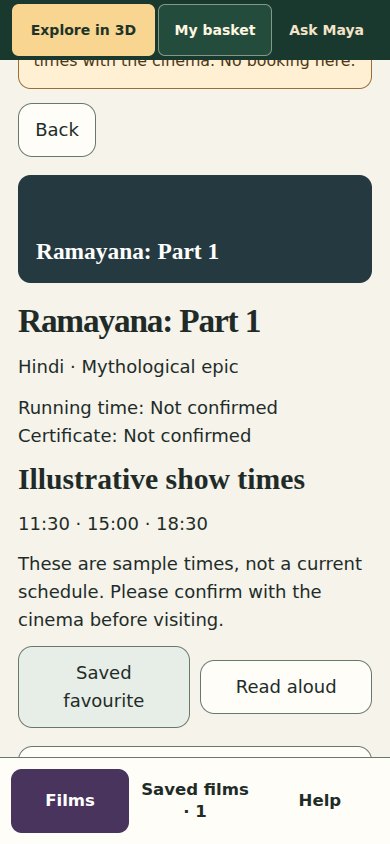 Explore in 3D
My basket
Ask Maya
times with the cinema. No booking here.
Back
Ramayana: Part 1
Ramayana: Part 1
Hindi · Mythological epic
Running time: Not confirmed
Certificate: Not confirmed
Illustrative show times
11:30 · 15:00 · 18:30
These are sample times, not a current
schedule. Please confirm with the
cinema before visiting.
Saved
favourite
Read aloud
Films
Saved films
· 1
Help